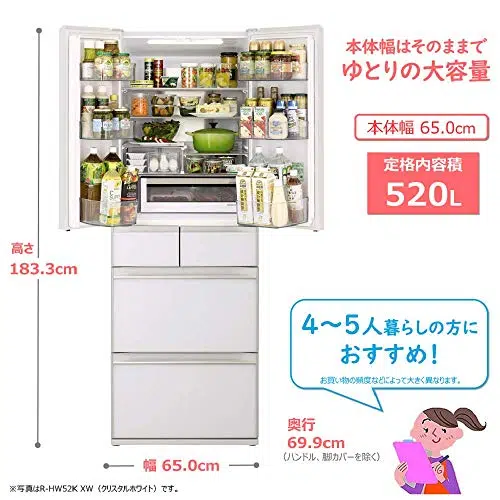 本体幅はそのままで
ゆとりの大容量
本体幅 65.0cm
定格内容積
520L
高さ
183.3cm
4～5人暮らしの方に
おすすめ!
お買い物の頻度などによって大きく異なります。
奥行
69.9cm
(ハンドル、脚カバーを除く)
幅 65.0cm
※写真はR-HW52K XW (クリスタルホワイト) です。